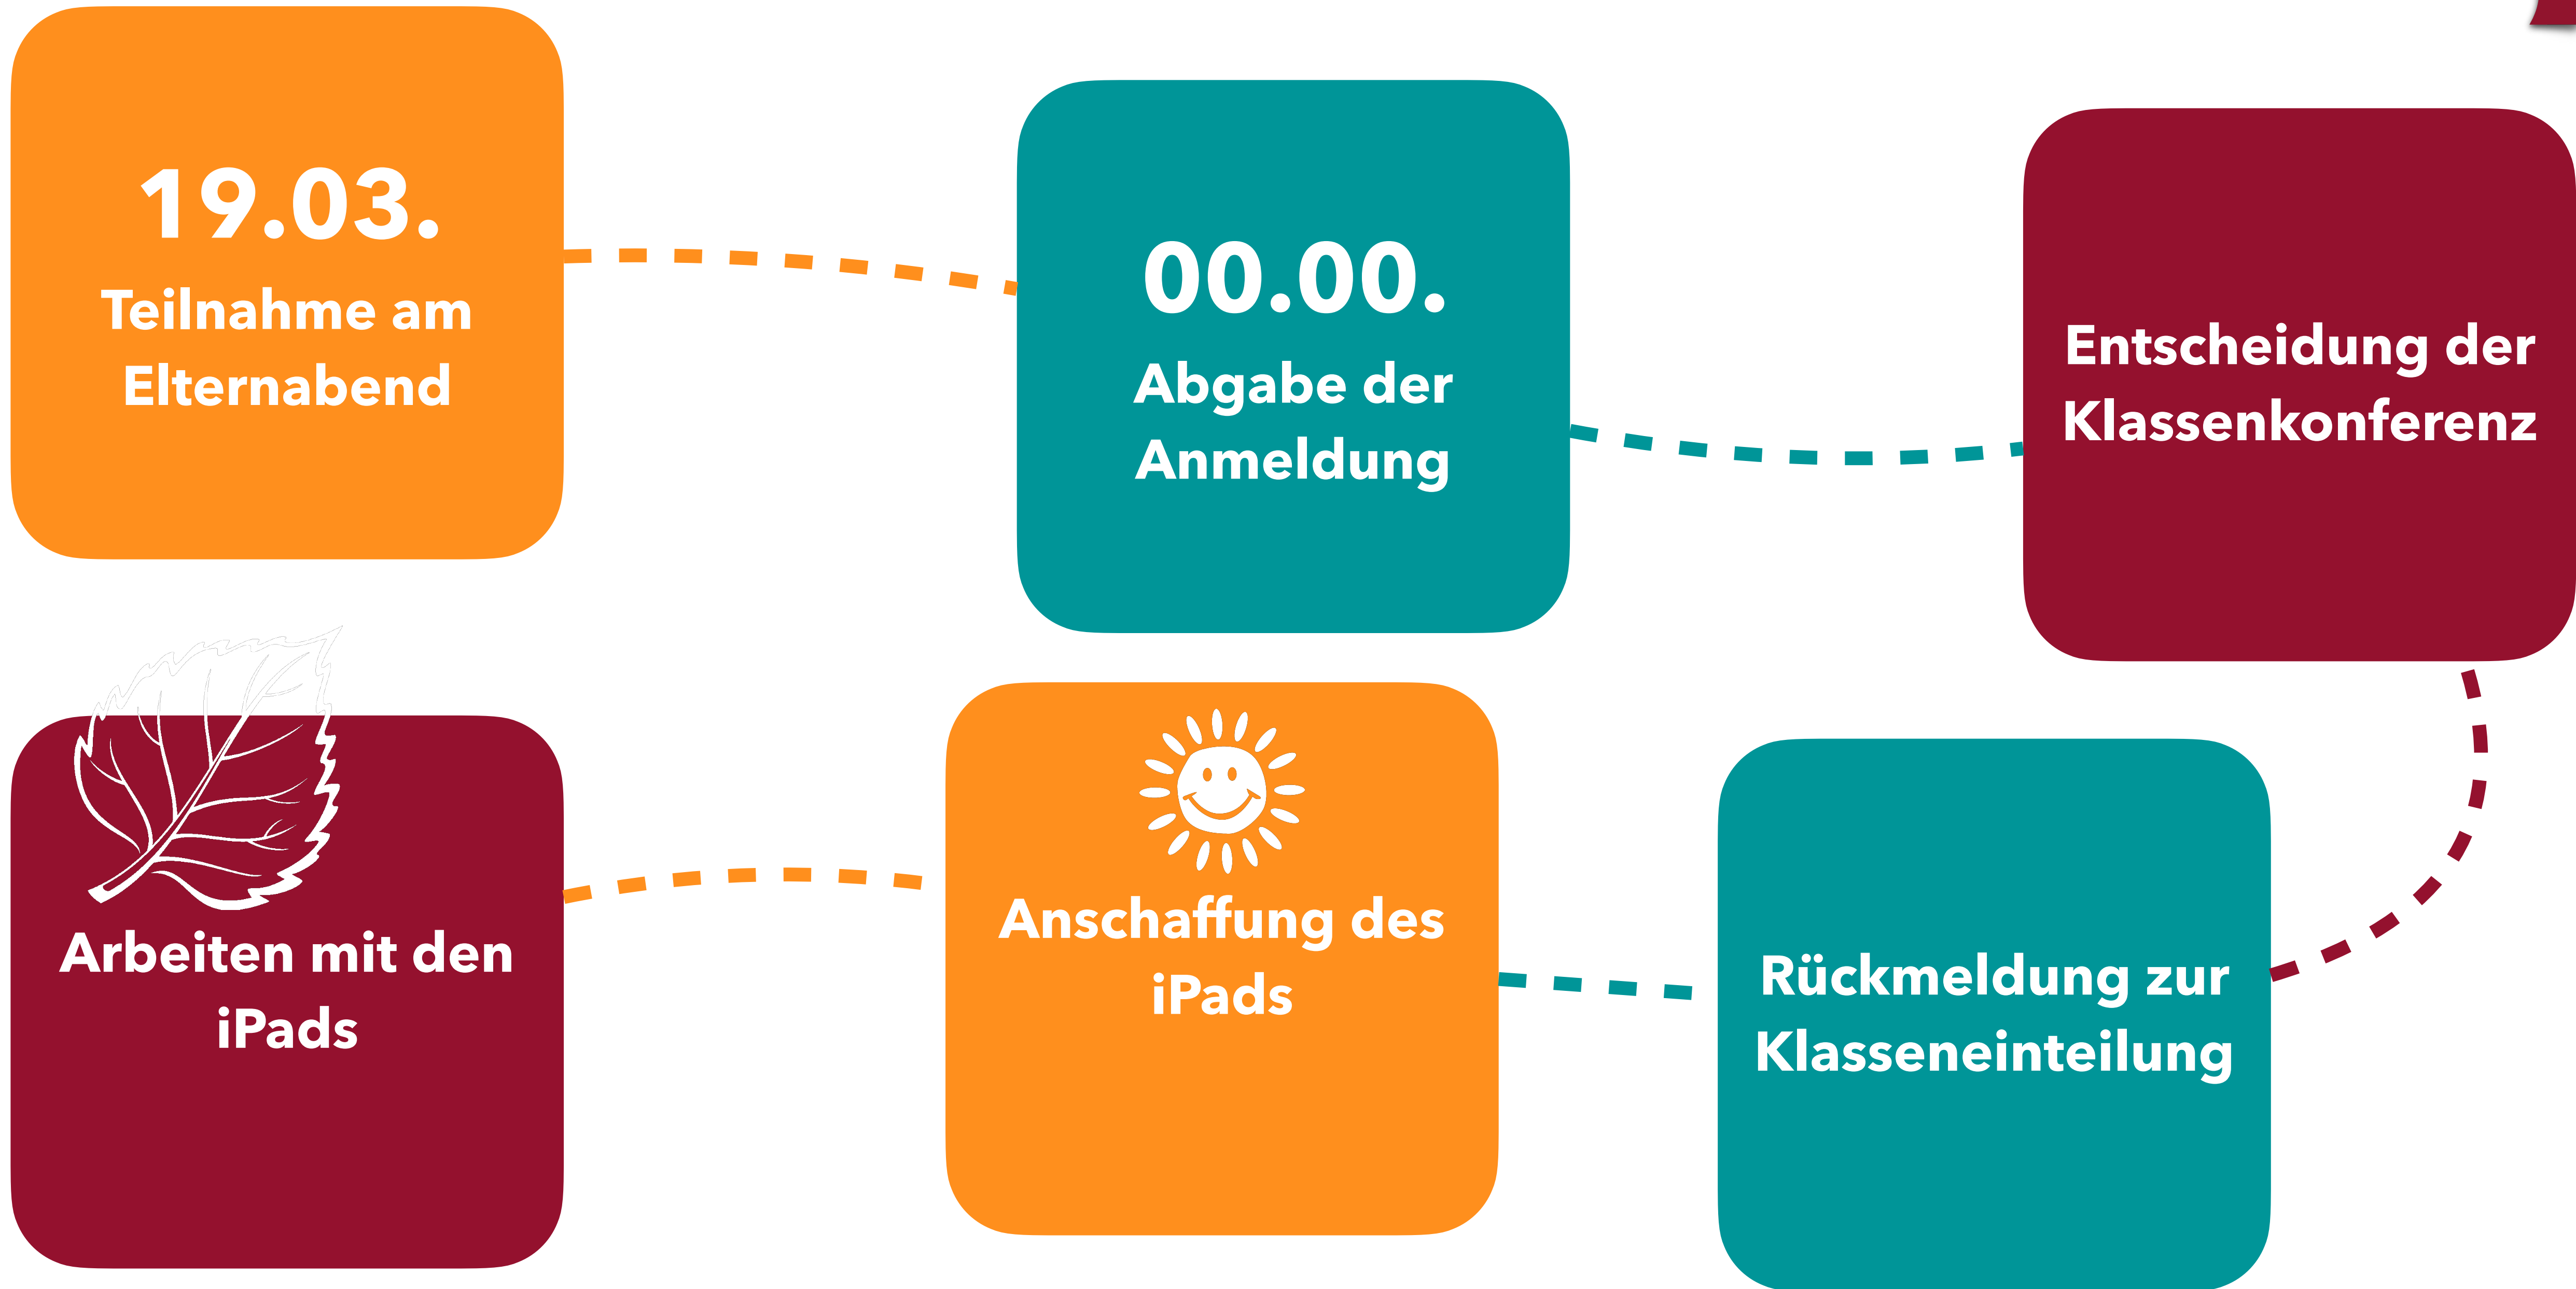 19.03.
Teilnahme am
Elternabend
00.00.
Abgabe der
Anmeldung
Entscheidung der
Klassenkonferenz
Rückmeldung zur
Klasseneinteilung
Anschaffung des
iPads
Arbeiten mit den
iPads